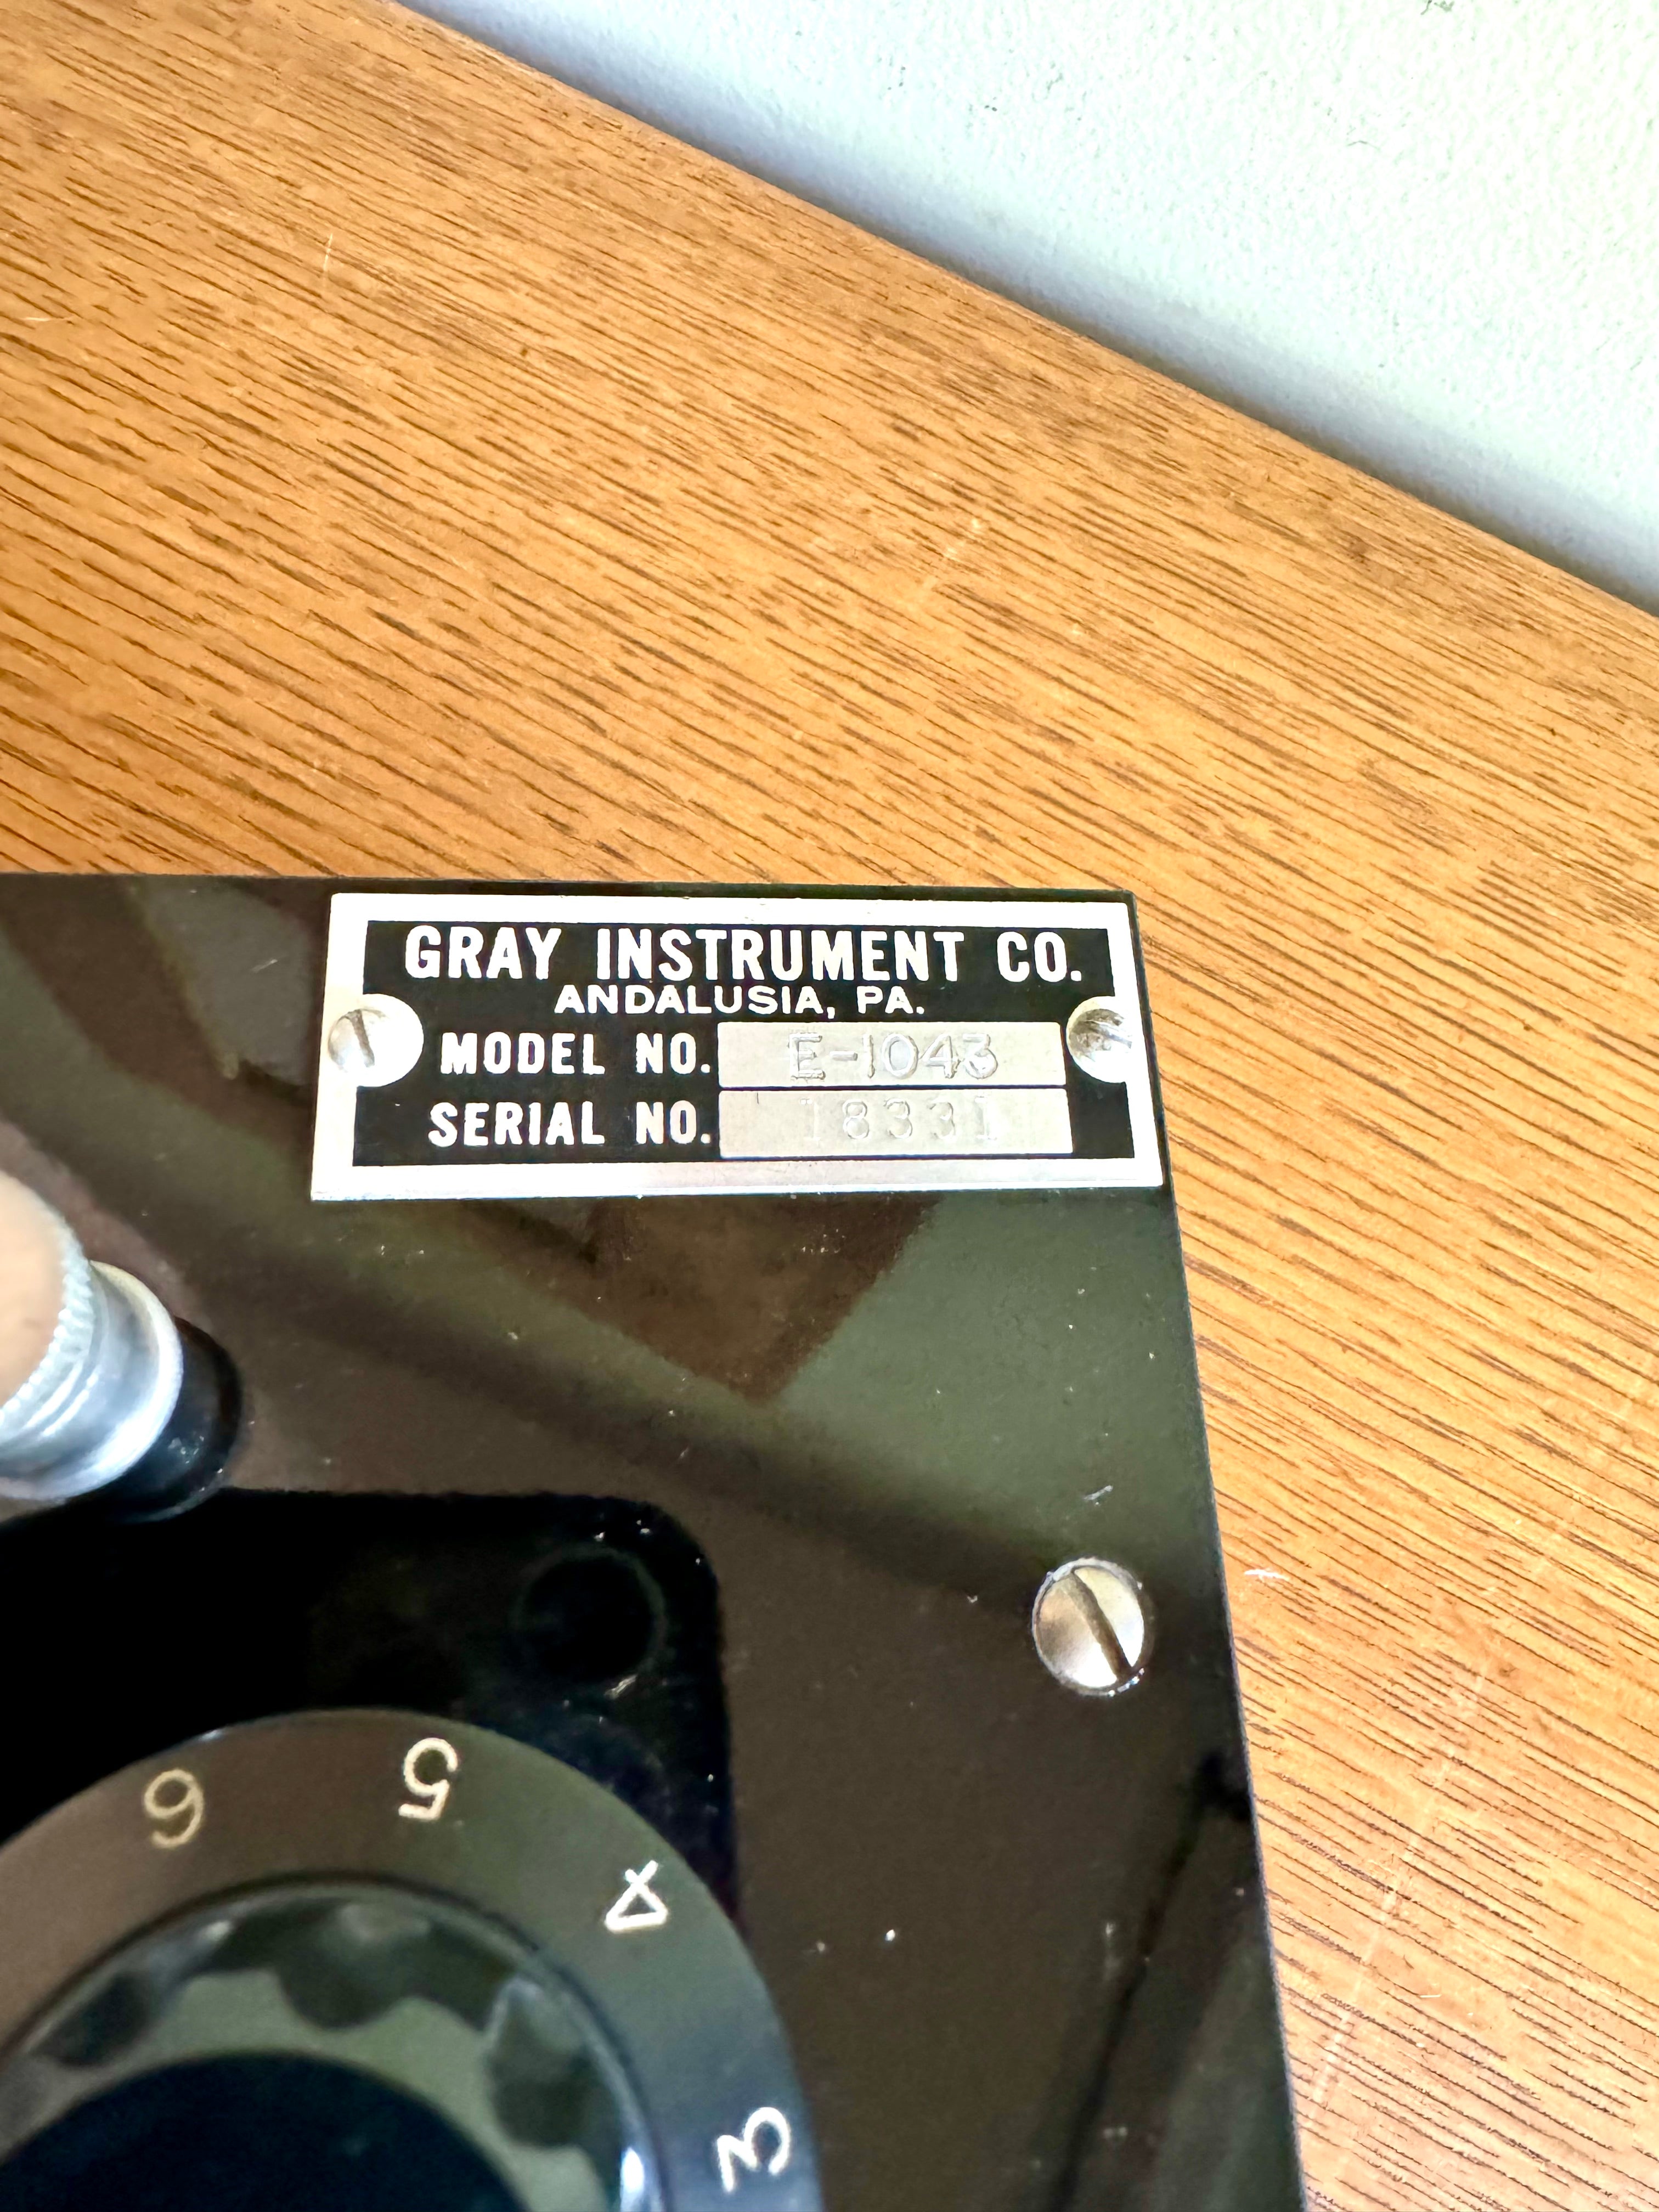 GRAY INSTRUMENT CO.
ANDALUSIA, PA.
MODEL NO. E-1043
SERIAL NO. 18331
6 5 4 3